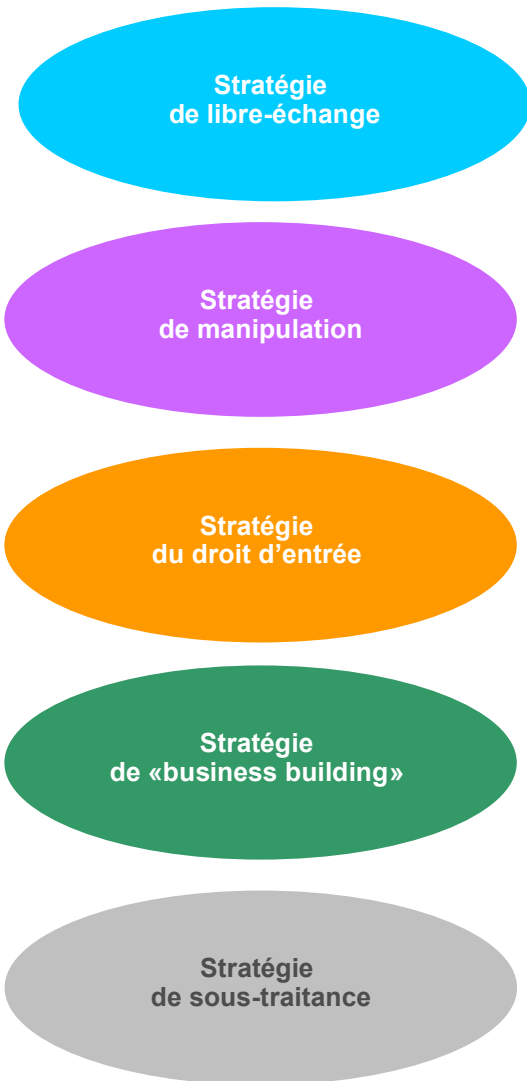 Stratégie
de libre-échange
Stratégie
de manipulation
Stratégie
du droit d’entrée
Stratégie
de «business building»
Stratégie
de sous-traitance